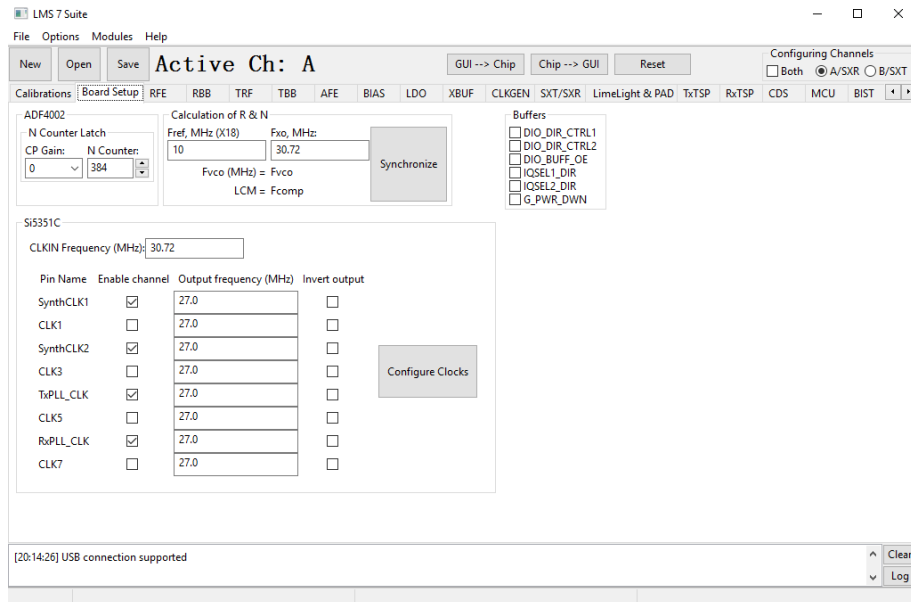 LMS 7 Suite
File Options Modules Help
New Open Save Active Ch: A GUI --> Chip Chip --> GUI Reset
Configuring Channels
Both A/SXR B/SXT
Calibrations Board Setup RFE RBB TRF TBB AFE BIAS LDO XBUF CLKGEN SXT/SXR LimeLight & PAD TxTSP RxTSP CDS MCU BIST
ADF4002
N Counter Latch
CP Gain: N Counter:
0 384
Calculation of R & N
Fref, MHz (X18) Fxo, MHz:
10 30.72
Fvco (MHz) = Fvco
LCM = Fcomp
Synchronize
Buffers
DIO_DIR_CTRL1
DIO_DIR_CTRL2
DIO_BUFF_OE
IQSEL1_DIR
IQSEL2_DIR
G_PWR_DWN
Si5351C
CLKIN Frequency (MHz): 30.72
Pin Name Enable channel Output frequency (MHz) Invert output
SynthCLK1 27.0
CLK1 27.0
SynthCLK2 27.0
CLK3 27.0
TxPLL_CLK 27.0
CLK5 27.0
RxPLL_CLK 27.0
CLK7 27.0
Configure Clocks
[20:14:26] USB connection supported
Clear
Log